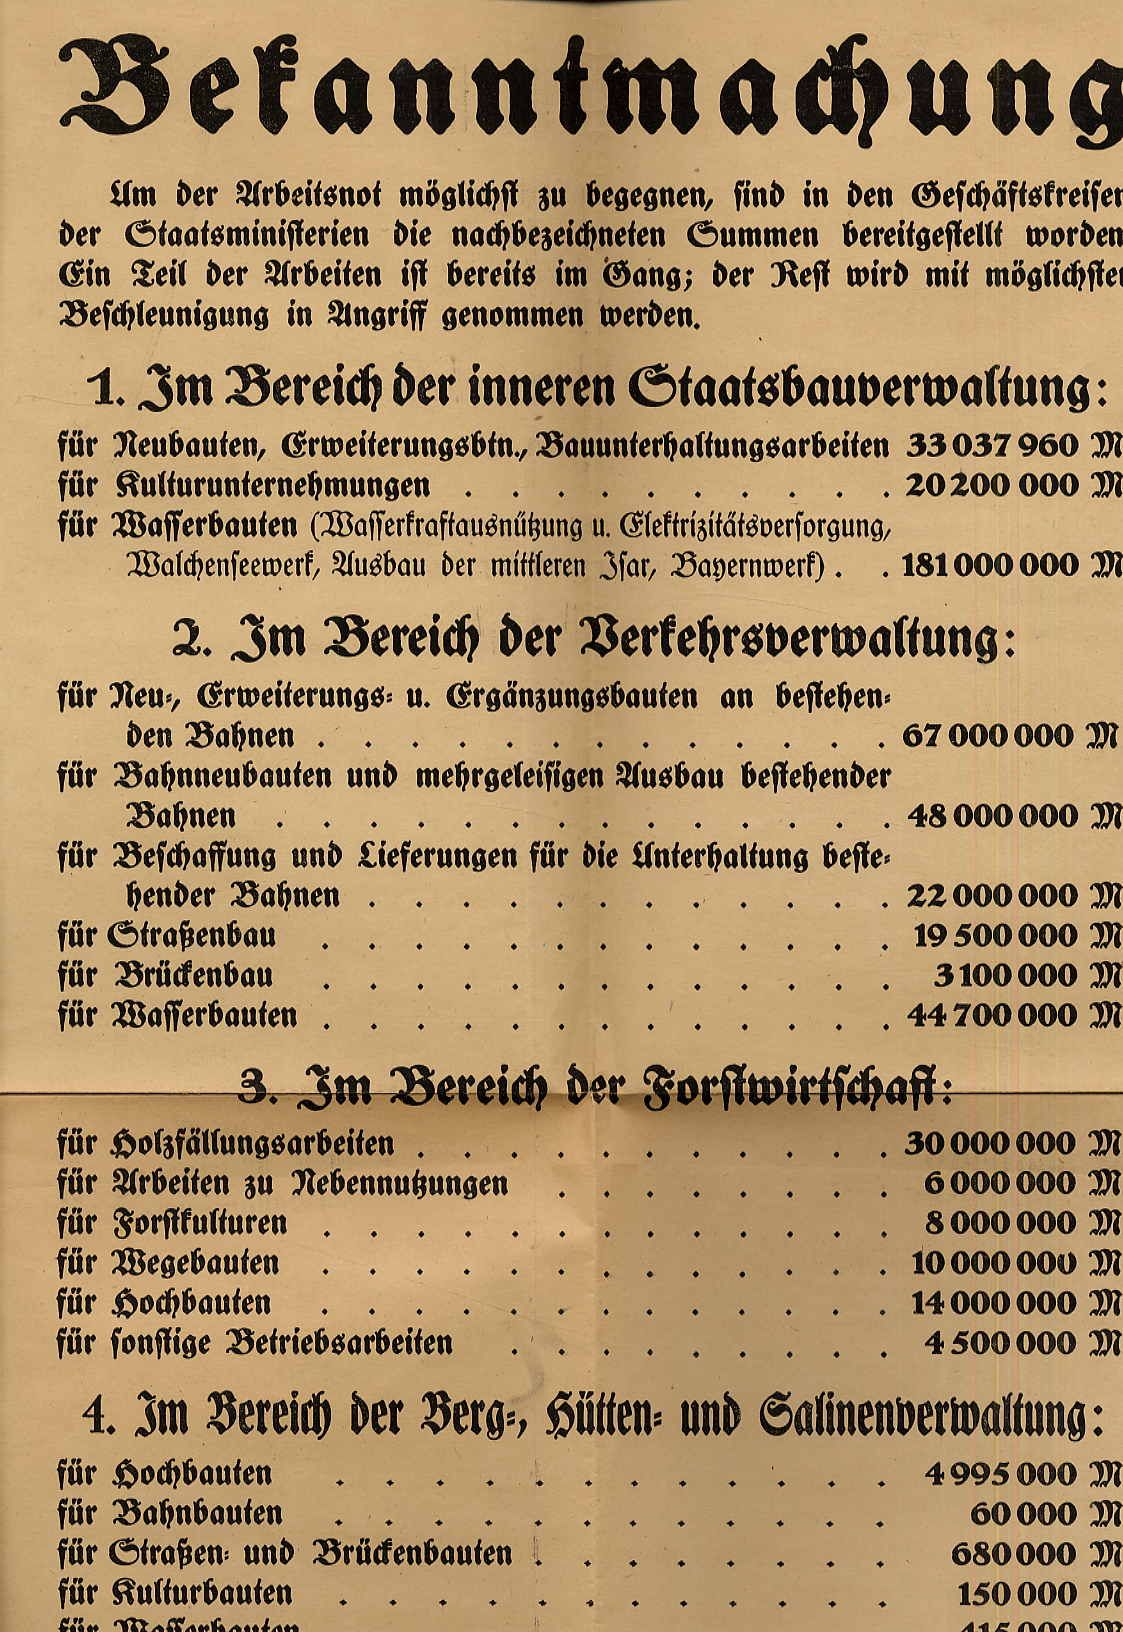 Bekanntmachung
Um der Arbeitsnot möglichst zu begegnen, sind in den Geschäftskreisen
der Staatsministerien die nachbezeichneten Summen bereitgestellt worden
Ein Teil der Arbeiten ist bereits im Gang; der Rest wird mit möglichster
Beschleunigung in Angriff genommen werden.
1. Im Bereich der inneren Staatsbauverwaltung:
für Neubauten, Erweiterungsbtn., Bauunterhaltungsarbeiten 33 037 960 M
für Kulturunternehmungen . . . . . . . . . . 20 200 000 M
für Wasserbauten (Wasserkraftausnützung u. Elektrizitätsversorgung,
Walchenseewerk, Ausbau der mittleren Isar, Bayernwerk) . . 181 000 000 M
2. Im Bereich der Verkehrsverwaltung:
für Neu-, Erweiterungs- u. Ergänzungsbauten an bestehen-
den Bahnen . . . . . . . . . . . . . 67 000 000 M
für Bahnneubauten und mehrgeleisigen Ausbau bestehender
Bahnen . . . . . . . . . . . . . . 48 000 000 M
für Beschaffung und Lieferungen für die Unterhaltung beste-
hender Bahnen . . . . . . . . . . . . 22 000 000 M
für Straßenbau . . . . . . . . . . . . . 19 500 000 M
für Brückenbau . . . . . . . . . . . . . 3 100 000 M
für Wasserbauten . . . . . . . . . . . . . 44 700 000 M
3. Im Bereich der Forstwirtschaft:
für Holzfällungsarbeiten . . . . . . . . . . . 30 000 000 M
für Arbeiten zu Nebennutzungen . . . . . . . . 6 000 000 M
für Forstkulturen . . . . . . . . . . . . . 8 000 000 M
für Wegebauten . . . . . . . . . . . . . 10 000 000 M
für Hochbauten . . . . . . . . . . . . . 14 000 000 M
für sonstige Betriebsarbeiten . . . . . . . . . 4 500 000 M
4. Im Bereich der Berg-, Hütten- und Salinenverwaltung:
für Hochbauten . . . . . . . . . . . . 4 995 000 M
für Bahnbauten . . . . . . . . . . . . 60 000 M
für Straßen- und Brückenbauten . . . . . . . . 680 000 M
für Kulturbauten . . . . . . . . . . . . 150 000 M
für Wasserbauten 415 000 M